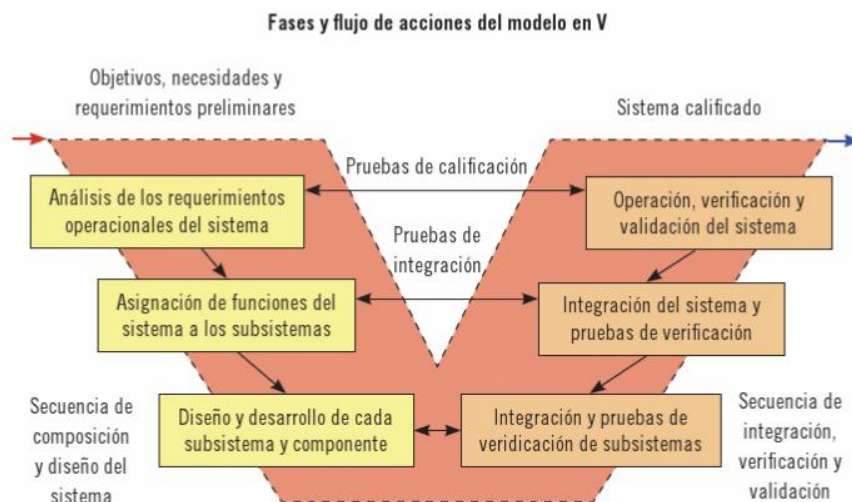 Fases y flujo de acciones del modelo en V
Objetivos, necesidades y
requerimientos preliminares
Sistema calificado
Pruebas de calificación
Análisis de los requerimientos
operacionales del sistema
Operación, verificación y
validación del sistema
Pruebas de
integración
Asignación de funciones del
sistema a los subsistemas
Integración del sistema y
pruebas de verificación
Secuencia de
composición
y diseño del
sistema
Diseño y desarrollo de cada
subsistema y componente
Integración y pruebas de
veridicación de subsistemas
Secuencia de
integración,
verificación y
validación